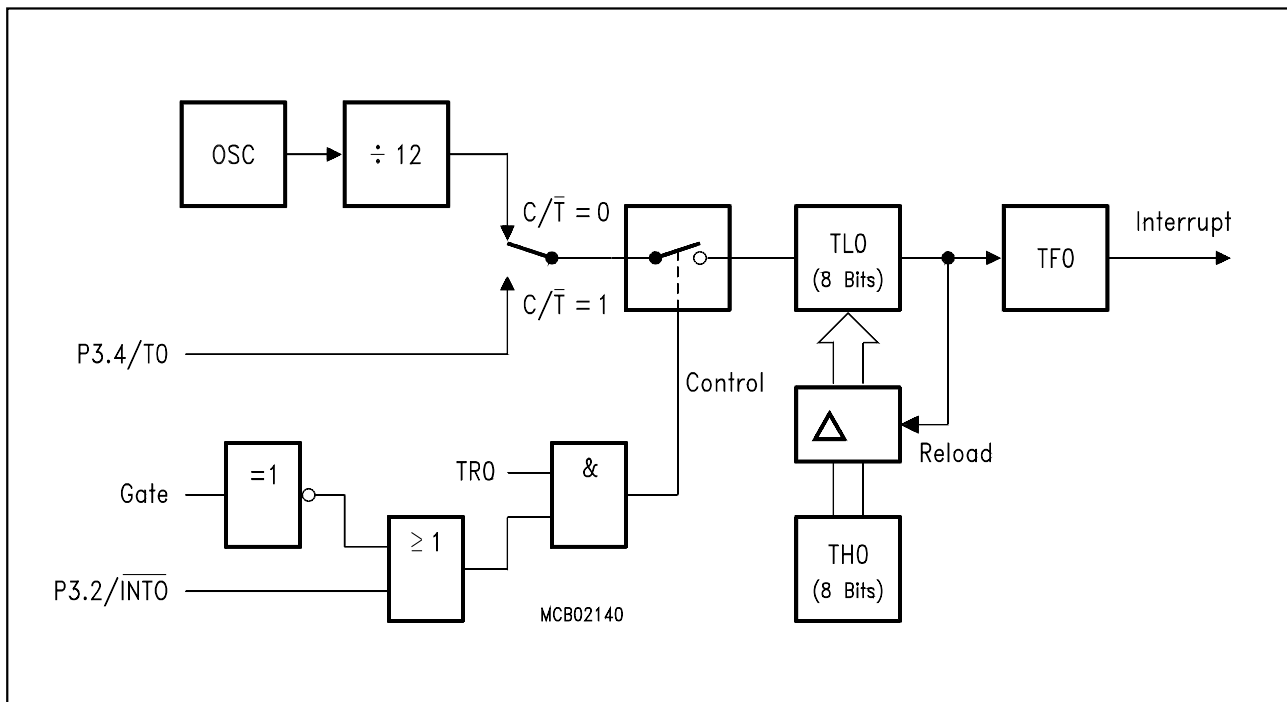 OSC
÷ 12
C/T̅ = 0
C/T̅ = 1
P3.4/T0
TL0
(8 Bits)
TF0
Interrupt
Control
Reload
TH0
(8 Bits)
Gate
=1
P3.2/I̅N̅T̅0̅
≥ 1
TR0
&
MCB02140